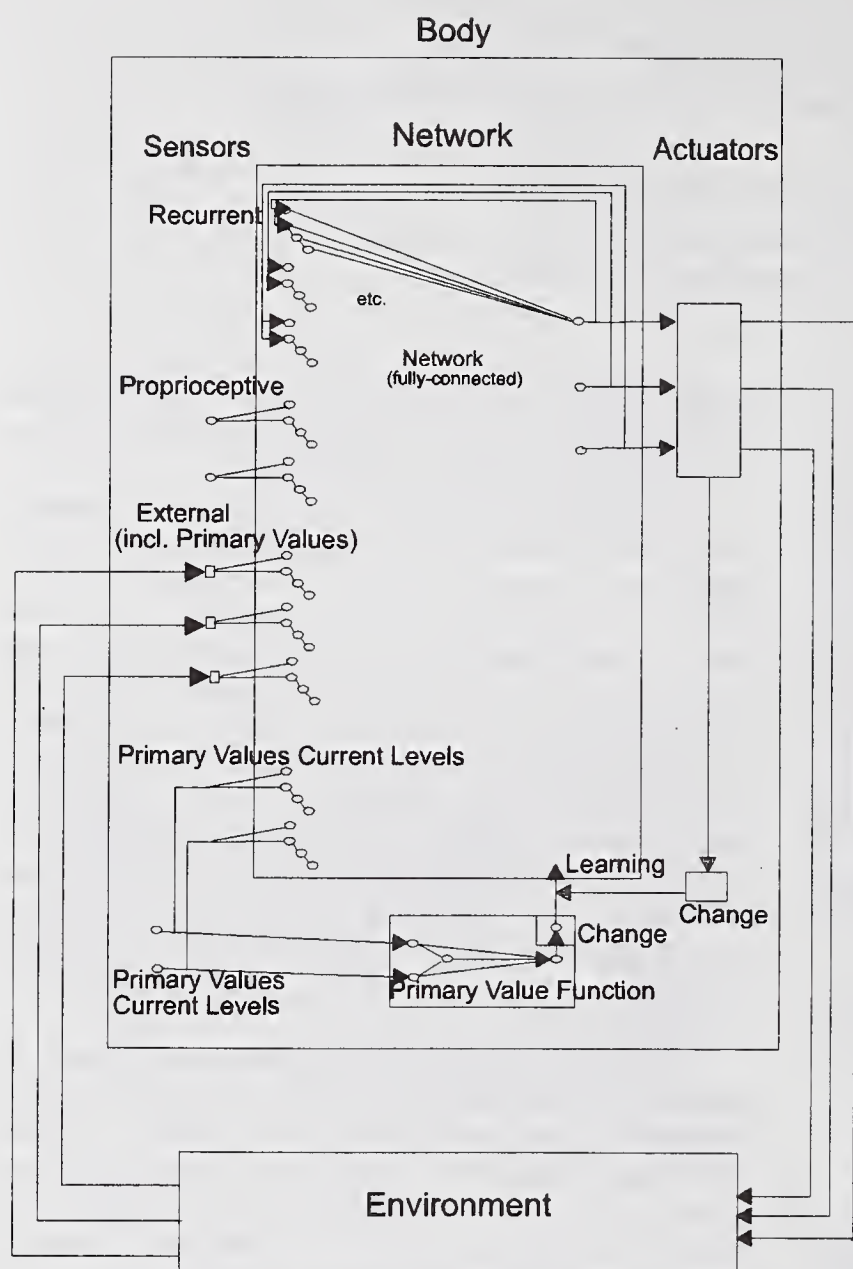 Body
Network
Sensors
Actuators
Recurrent
etc.
Network
(fully-connected)
Proprioceptive
External
(incl. Primary Values)
Primary Values Current Levels
Learning
Change
Change
Primary Values
Current Levels
Primary Value Function
Environment